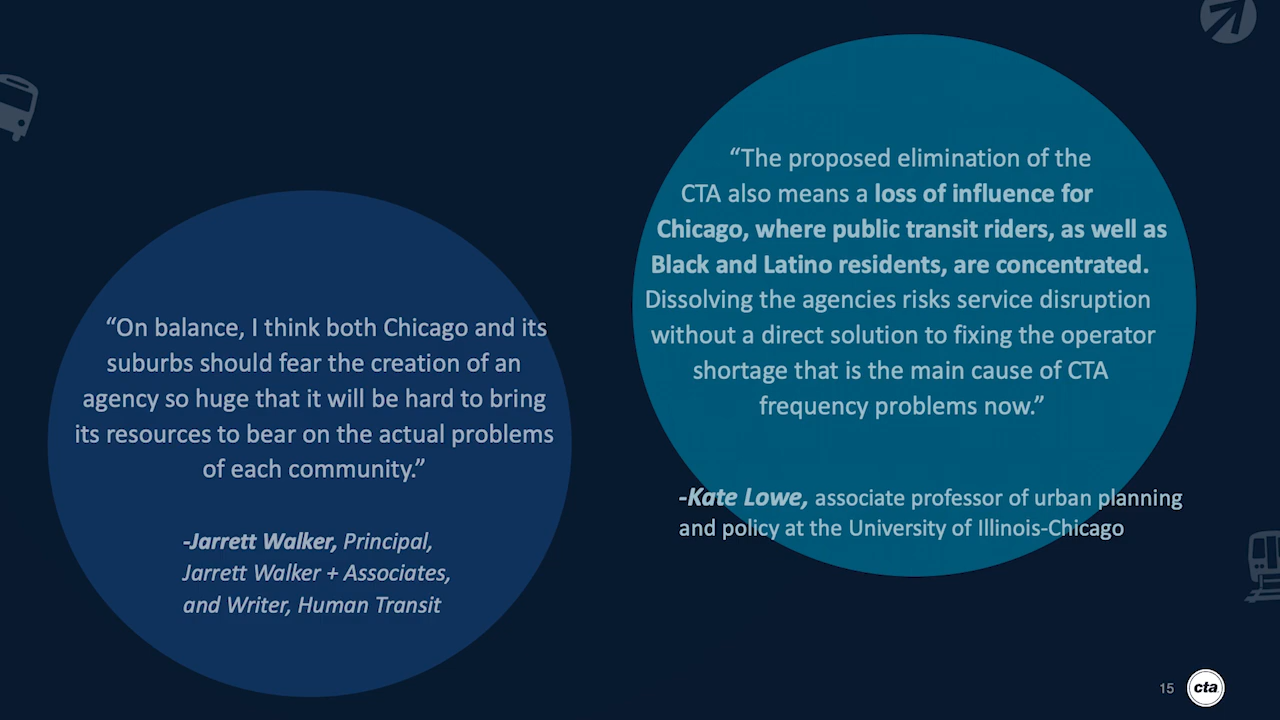 “On balance, I think both Chicago and its
suburbs should fear the creation of an
agency so huge that it will be hard to bring
its resources to bear on the actual problems
of each community.”
-Jarrett Walker, Principal,
Jarrett Walker + Associates,
and Writer, Human Transit
“The proposed elimination of the
CTA also means a loss of influence for
Chicago, where public transit riders, as well as
Black and Latino residents, are concentrated.
Dissolving the agencies risks service disruption
without a direct solution to fixing the operator
shortage that is the main cause of CTA
frequency problems now.”
-Kate Lowe, associate professor of urban planning
and policy at the University of Illinois-Chicago
15
cta